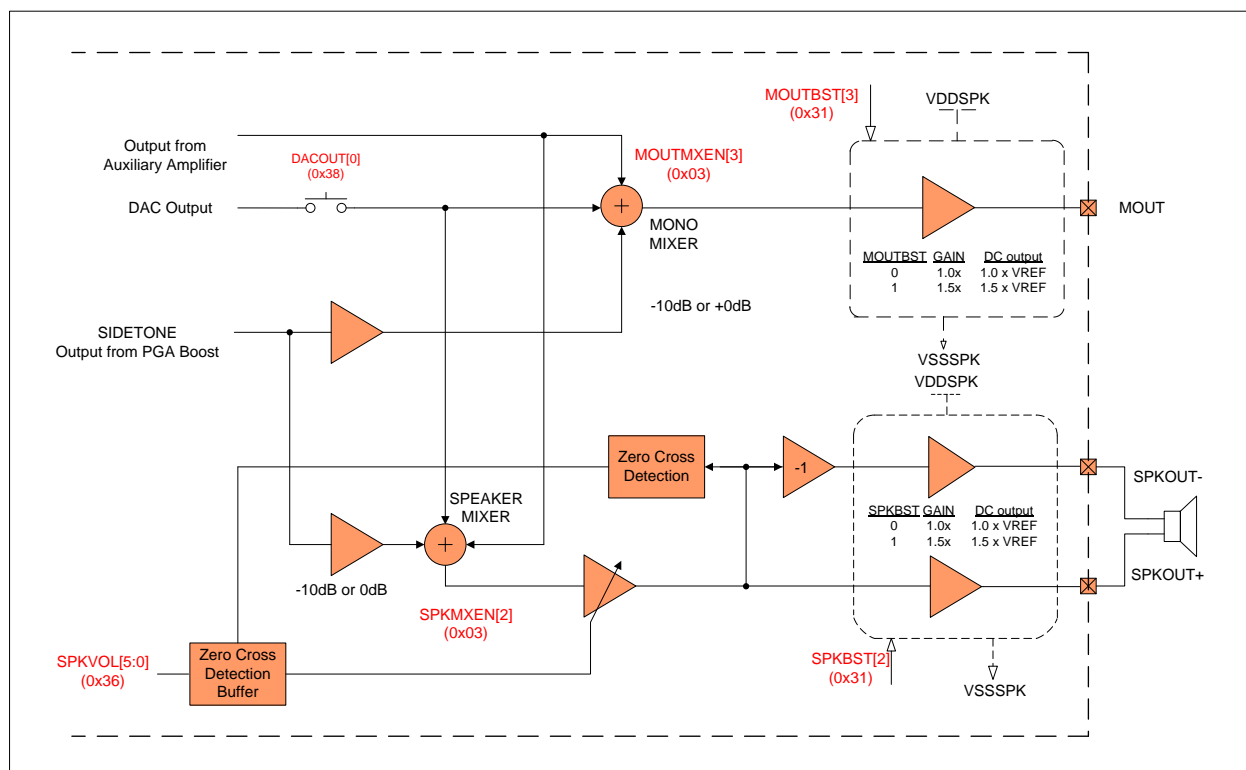 MOUTBST[3]
(0x31)
VDDSPK
Output from
Auxiliary Amplifier
DACOUT[0]
(0x38)
MOUTMXEN[3]
(0x03)
DAC Output
+
MONO
MIXER
MOUT
MOUTBST GAIN DC output
0 1.0x 1.0 x VREF
1 1.5x 1.5 x VREF
-10dB or +0dB
SIDETONE
Output from PGA Boost
VSSSPK
VDDSPK
Zero Cross
Detection
-1
SPKOUT-
SPEAKER
MIXER
+
SPKBST GAIN DC output
0 1.0x 1.0 x VREF
1 1.5x 1.5 x VREF
SPKOUT+
-10dB or 0dB
SPKMXEN[2]
(0x03)
SPKVOL[5:0]
(0x36)
Zero Cross
Detection
Buffer
SPKBST[2]
(0x31)
VSSSPK